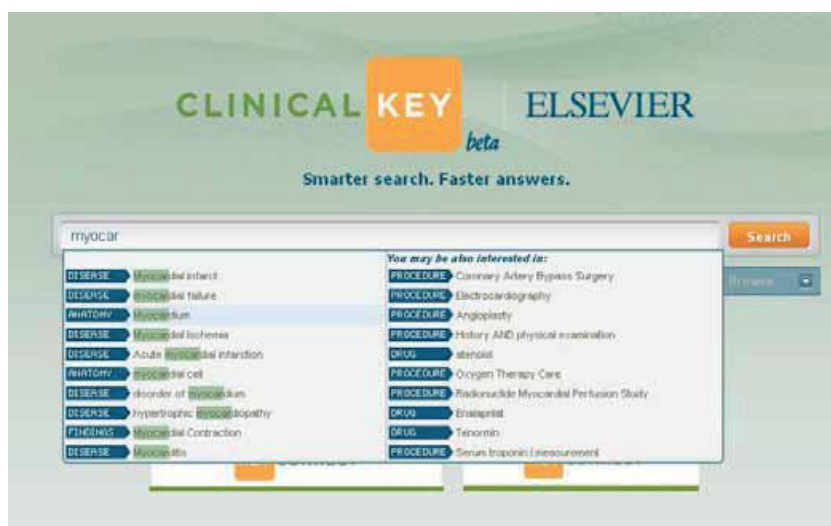 CLINICAL KEY
ELSEVIER
beta
Smarter search. Faster answers.
myocar
Search
Browse
DISEASE Myocardial infarct
DISEASE myocardial failure
ANATOMY Myocardium
DISEASE Myocardial Ischemia
DISEASE Acute myocardial infarction
ANATOMY myocardial cell
DISEASE disorder of myocardium
DISEASE hypertrophic myocardiopathy
FINDINGS Myocardial Contraction
DISEASE Myocarditis
You may be also interested in:
PROCEDURE Coronary Artery Bypass Surgery
PROCEDURE Electrocardiography
PROCEDURE Angioplasty
PROCEDURE History AND physical examination
DRUG atenolol
PROCEDURE Oxygen Therapy Care
PROCEDURE Radionuclide Myocardial Perfusion Study
DRUG Enalaprilat
DRUG Tenormin
PROCEDURE Serum troponin I measurement